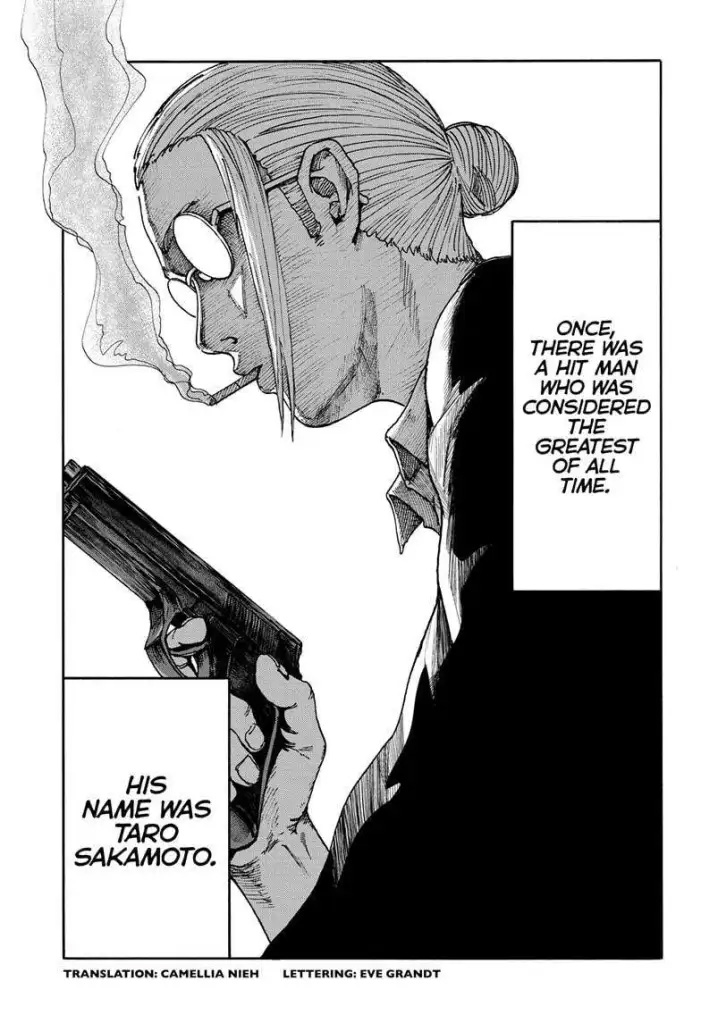 ONCE,
THERE WAS
A HIT MAN
WHO WAS
CONSIDERED
THE
GREATEST
OF ALL
TIME.
HIS
NAME WAS
TARO
SAKAMOTO.
TRANSLATION: CAMELLIA NIEH LETTERING: EVE GRANDT